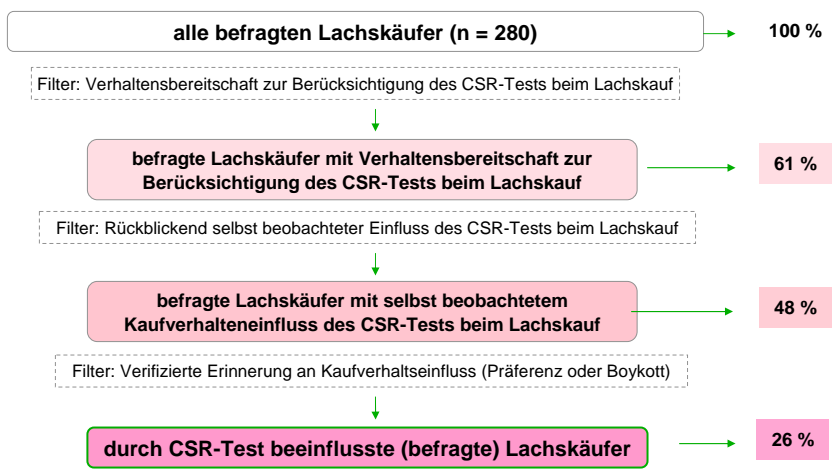 alle befragten Lachskäufer (n = 280)
100 %
Filter: Verhaltensbereitschaft zur Berücksichtigung des CSR-Tests beim Lachskauf
befragte Lachskäufer mit Verhaltensbereitschaft zur
Berücksichtigung des CSR-Tests beim Lachskauf
61 %
Filter: Rückblickend selbst beobachteter Einfluss des CSR-Tests beim Lachskauf
befragte Lachskäufer mit selbst beobachtetem
Kaufverhalteneinfluss des CSR-Tests beim Lachskauf
48 %
Filter: Verifizierte Erinnerung an Kaufverhaltseinfluss (Präferenz oder Boykott)
durch CSR-Test beeinflusste (befragte) Lachskäufer
26 %